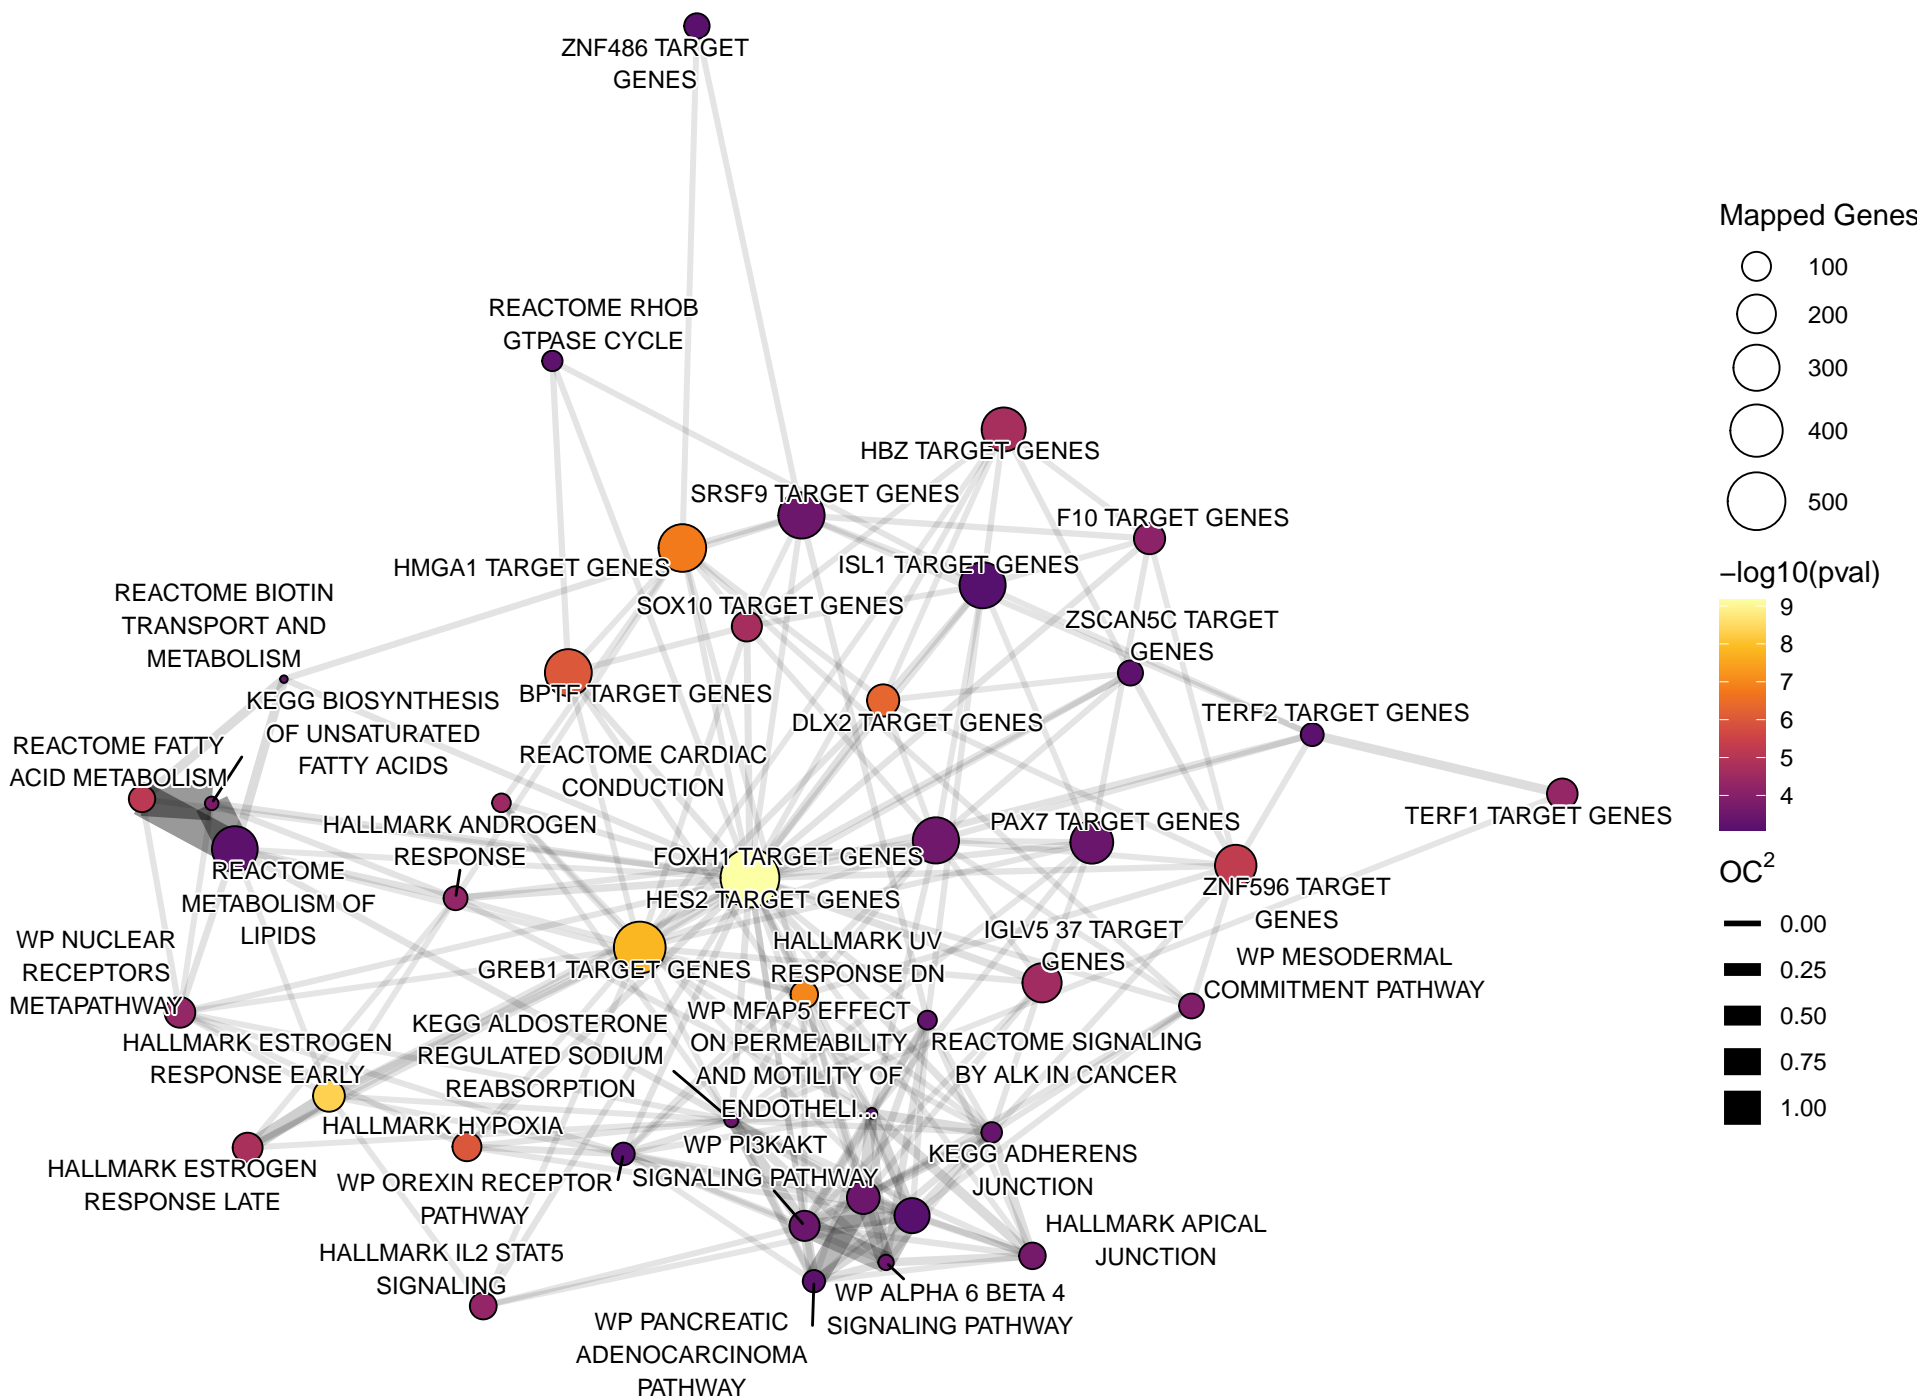 ZNF486 TARGET
GENES
REACTOME RHOB
GTPASE CYCLE
HBZ TARGET GENES
SRSF9 TARGET GENES
F10 TARGET GENES
HMGA1 TARGET GENES
ISL1 TARGET GENES
SOX10 TARGET GENES
ZSCAN5C TARGET
GENES
REACTOME BIOTIN
TRANSPORT AND
METABOLISM
BPTF TARGET GENES
DLX2 TARGET GENES
TERF2 TARGET GENES
KEGG BIOSYNTHESIS
OF UNSATURATED
FATTY ACIDS
REACTOME FATTY
ACID METABOLISM
REACTOME CARDIAC
CONDUCTION
TERF1 TARGET GENES
HALLMARK ANDROGEN
RESPONSE
PAX7 TARGET GENES
FOXH1 TARGET GENES
REACTOME
METABOLISM OF
LIPIDS
HES2 TARGET GENES
ZNF596 TARGET
GENES
WP NUCLEAR
RECEPTORS
METAPATHWAY
GREB1 TARGET GENES
HALLMARK UV
RESPONSE DN
IGLV5 37 TARGET
GENES
WP MESODERMAL
COMMITMENT PATHWAY
HALLMARK ESTROGEN
RESPONSE EARLY
KEGG ALDOSTERONE
REGULATED SODIUM
REABSORPTION
WP MFAP5 EFFECT
ON PERMEABILITY
AND MOTILITY OF
ENDOTHELI...
REACTOME SIGNALING
BY ALK IN CANCER
HALLMARK HYPOXIA
HALLMARK ESTROGEN
RESPONSE LATE
WP OREXIN RECEPTOR
PATHWAY
WP PI3KAKT
SIGNALING PATHWAY
KEGG ADHERENS
JUNCTION
HALLMARK IL2 STAT5
SIGNALING
HALLMARK APICAL
JUNCTION
WP ALPHA 6 BETA 4
SIGNALING PATHWAY
WP PANCREATIC
ADENOCARCINOMA
PATHWAY
Mapped Genes
100
200
300
400
500
−log10(pval)
9
8
7
6
5
4
OC²
0.00
0.25
0.50
0.75
1.00